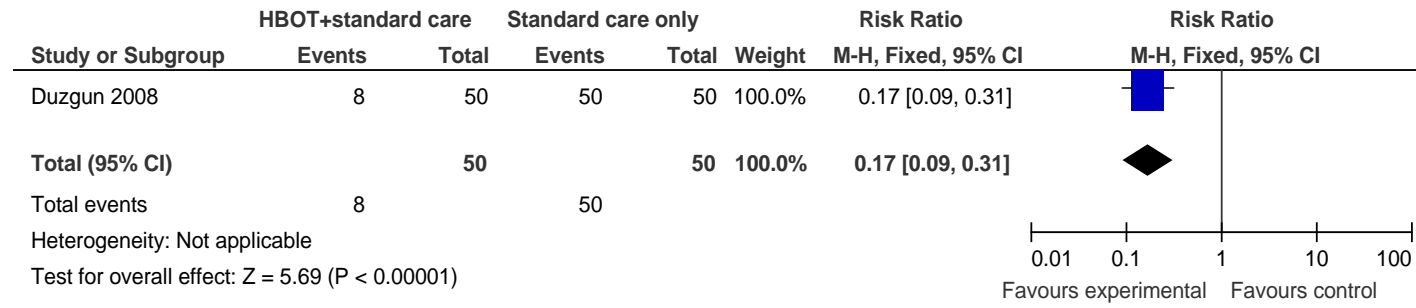 HBOT+standard care Standard care only Risk Ratio Risk Ratio
Study or Subgroup Events Total Events Total Weight M-H, Fixed, 95% CI M-H, Fixed, 95% CI
Duzgun 2008 8 50 50 50 100.0% 0.17 [0.09, 0.31]
Total (95% CI) 50 50 100.0% 0.17 [0.09, 0.31]
Total events 8 50
Heterogeneity: Not applicable
Test for overall effect: Z = 5.69 (P < 0.00001)
0.01 0.1 1 10 100
Favours experimental Favours control